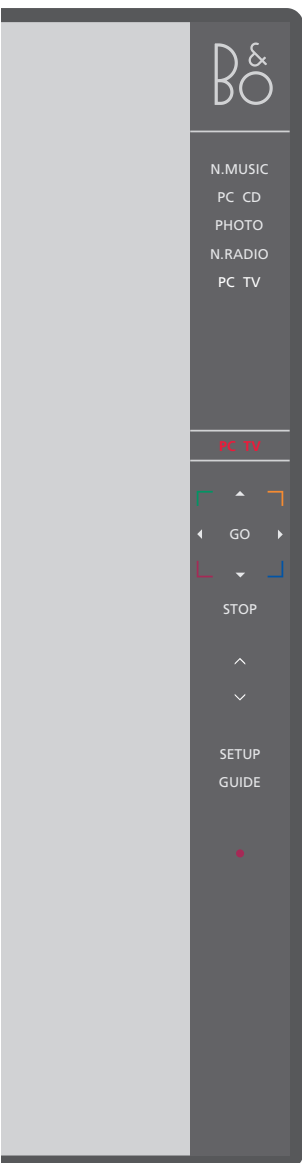 B&O
N.MUSIC
PC CD
PHOTO
N.RADIO
PC TV
PC TV
GO
STOP
SETUP
GUIDE